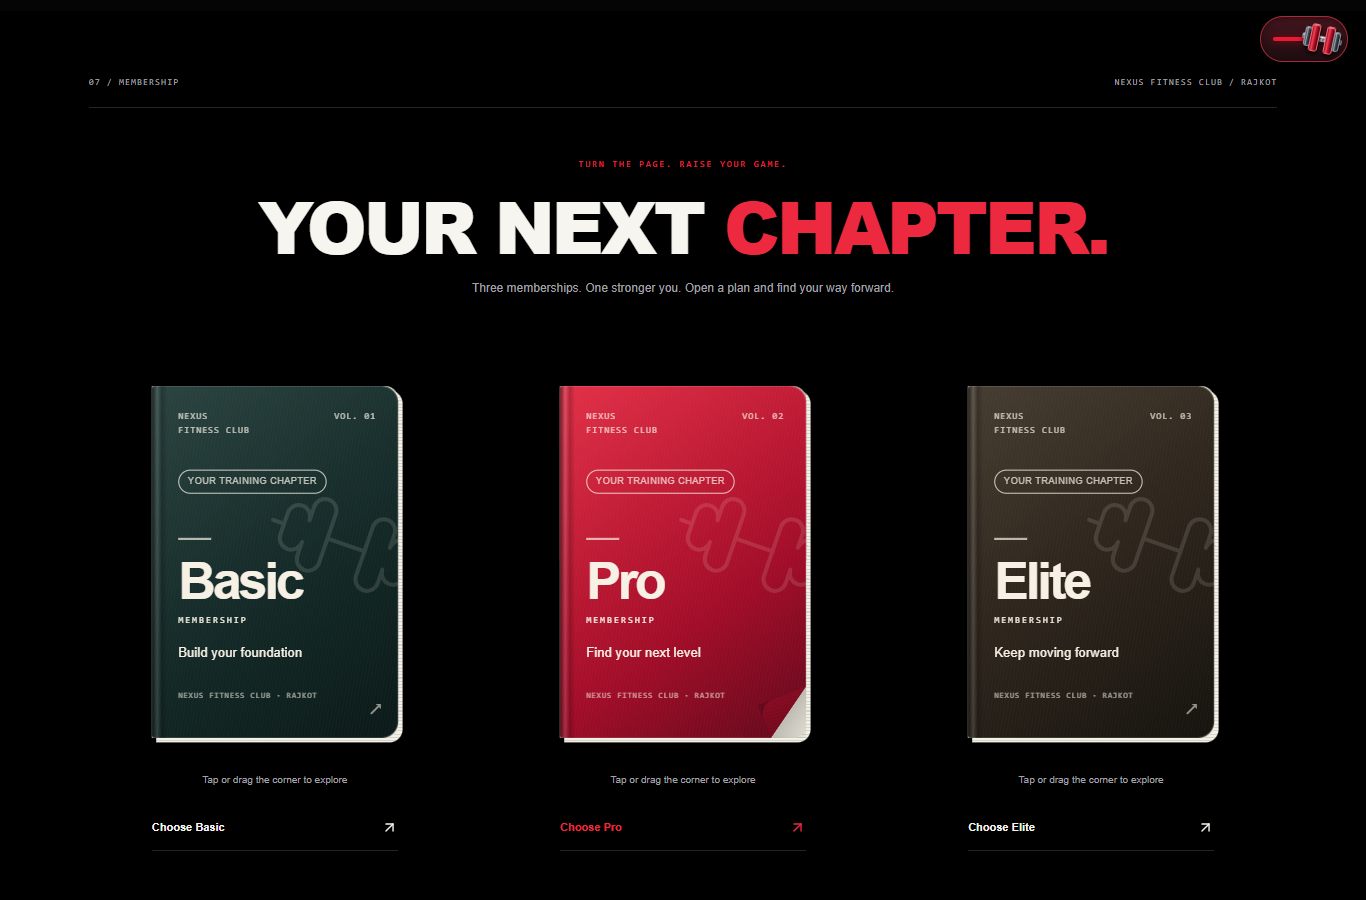 07 / MEMBERSHIP
NEXUS FITNESS CLUB / RAJKOT
TURN THE PAGE. RAISE YOUR GAME.
YOUR NEXT CHAPTER.
Three memberships. One stronger you. Open a plan and find your way forward.
NEXUS
FITNESS CLUB
VOL. 01
YOUR TRAINING CHAPTER
Basic
MEMBERSHIP
Build your foundation
NEXUS FITNESS CLUB - RAJKOT
Tap or drag the corner to explore
Choose Basic
NEXUS
FITNESS CLUB
VOL. 02
YOUR TRAINING CHAPTER
Pro
MEMBERSHIP
Find your next level
NEXUS FITNESS CLUB - RAJKOT
Tap or drag the corner to explore
Choose Pro
NEXUS
FITNESS CLUB
VOL. 03
YOUR TRAINING CHAPTER
Elite
MEMBERSHIP
Keep moving forward
NEXUS FITNESS CLUB - RAJKOT
Tap or drag the corner to explore
Choose Elite